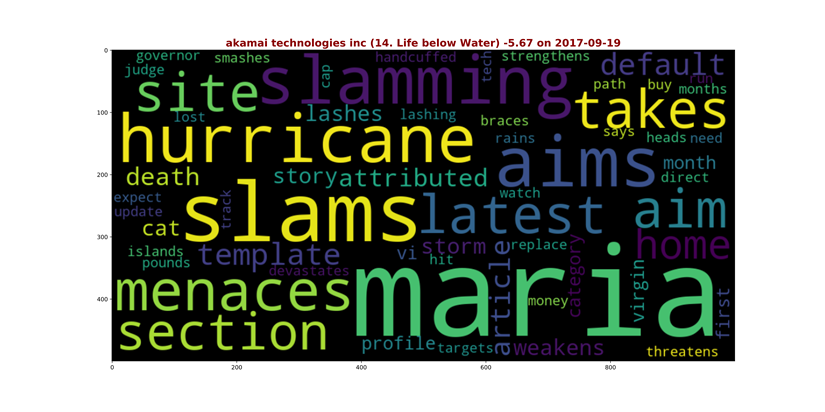 akamai technologies inc (14. Life below Water) -5.67 on 2017-09-19
0
100
200
300
400
0
200
400
600
800
governor
smashes
handcuffed
tech
strengthens
default
judge
cap
slamming
run
site
path
buy
months
takes
lost
lashes
lashing
braces
says
hurricane
rains
heads
need
aims
month
death
story
attributed
direct
expect
track
slams
latest
watch
aim
update
cat
islands
template
vi
storm
replace
home
pounds
devastates
hit
category
menaces
maria
article
money
virgin
first
section
profile
targets
weakens
threatens